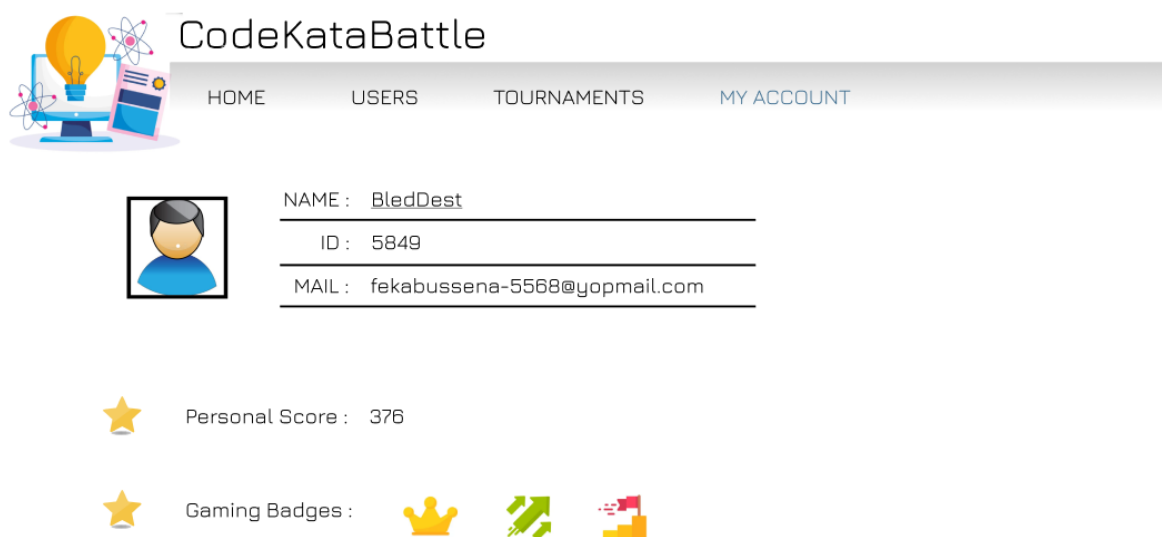 CodeKataBattle
HOME USERS TOURNAMENTS MY ACCOUNT
NAME : BledDest
ID : 5849
MAIL : fekabussena-5568@yopmail.com
Personal Score : 376
Gaming Badges :